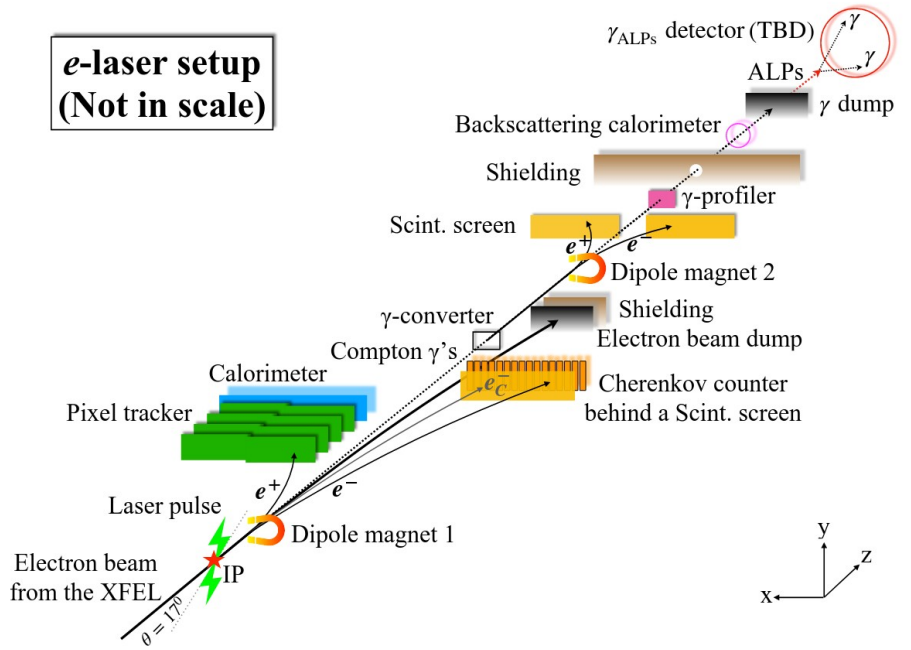 e-laser setup
(Not in scale)
γALPs detector (TBD)
γ
γ
ALPs
γ dump
Backscattering calorimeter
Shielding
γ-profiler
Scint. screen
e+
e−
Dipole magnet 2
γ-converter
Shielding
Compton γ's
Electron beam dump
Calorimeter
e−C
Cherenkov counter
behind a Scint. screen
Pixel tracker
e+
e−
Laser pulse
Dipole magnet 1
Electron beam
from the XFEL
IP
θ = 17⁰
y
z
x